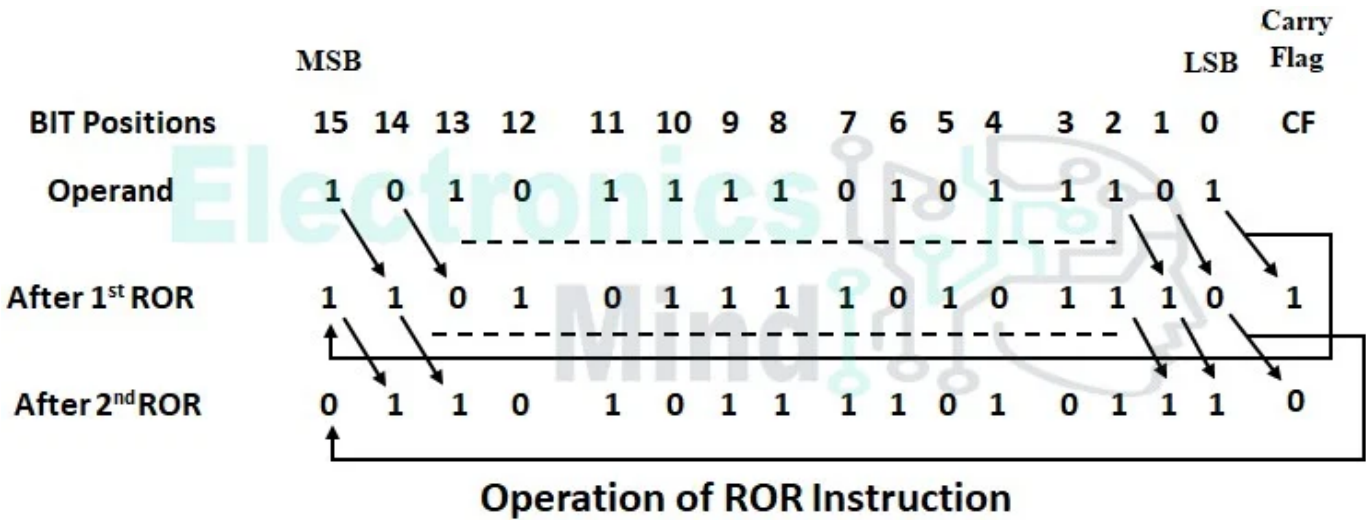 Carry
MSB LSB Flag
BIT Positions 15 14 13 12 11 10 9 8 7 6 5 4 3 2 1 0 CF
Electronics
Operand 1 0 1 0 1 1 1 1 0 1 0 1 1 1 0 1
After 1st ROR 1 1 0 1 0 1 1 1 1 0 1 0 1 1 1 0 1
Mind
After 2nd ROR 0 1 1 0 1 0 1 1 1 1 0 1 0 1 1 1 0
Operation of ROR Instruction